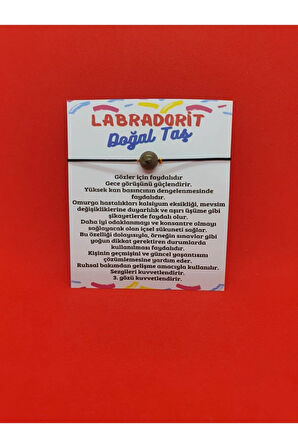 LABRADORİT
Doğal Taş
Gözler için faydalıdır
Gece görüşünü güçlendirir.
Yüksek kan basıncının dengelenmesinde
faydalıdır.
Omurga hastalıkları kalsiyum eksikliği, mevsim
değişikliklerine duyarlılık ve aşırı üşüme gibi
şikayetlerde faydalı olur.
Daha iyi odaklanmayı ve konsantre olmayı
sağlayacak olan içsel sükuneti sağlar.
Bu özelliği dolayısıyla, örneğin sınavlar gibi
yoğun dikkat gerektiren durumlarda
kullanılması faydalıdır.
Kişinin geçmişini ve güncel yaşantısını
çözümlemesine yardım eder.
Ruhsal bakımdan gelişme amacıyla kullanılır.
Sezgileri kuvvetlendirir.
3. gözü kuvvetlendirir.